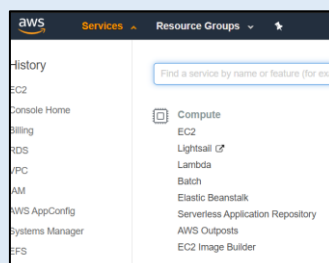 aws
Services
Resource Groups
History
EC2
Console Home
Billing
RDS
VPC
IAM
AWS AppConfig
Systems Manager
EFS
Find a service by name or feature (for ex
Compute
EC2
Lightsail
Lambda
Batch
Elastic Beanstalk
Serverless Application Repository
AWS Outposts
EC2 Image Builder